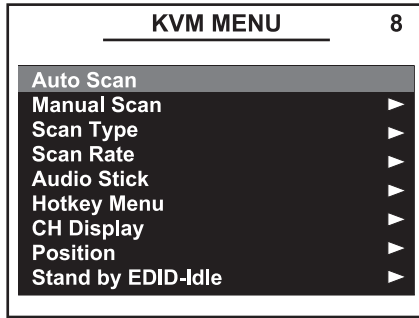 KVM MENU 8
Auto Scan
Manual Scan ►
Scan Type ►
Scan Rate ►
Audio Stick ►
Hotkey Menu ►
CH Display ►
Position ►
Stand by EDID-Idle